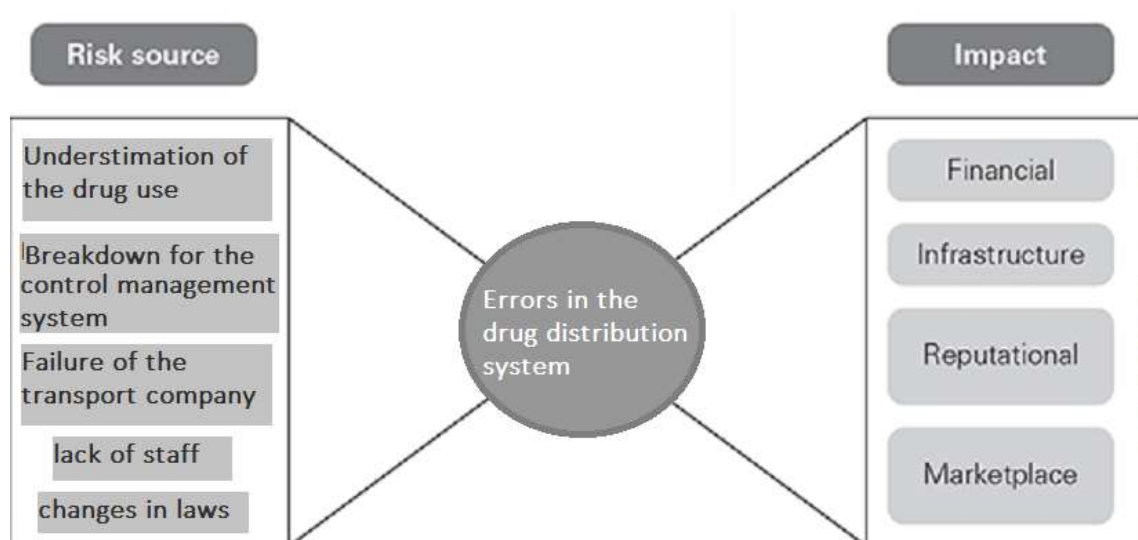 Risk source
Understimation of
the drug use
Breakdown for the
control management
system
Failure of the
transport company
lack of staff
changes in laws
Errors in the
drug distribution
system
Impact
Financial
Infrastructure
Reputational
Marketplace